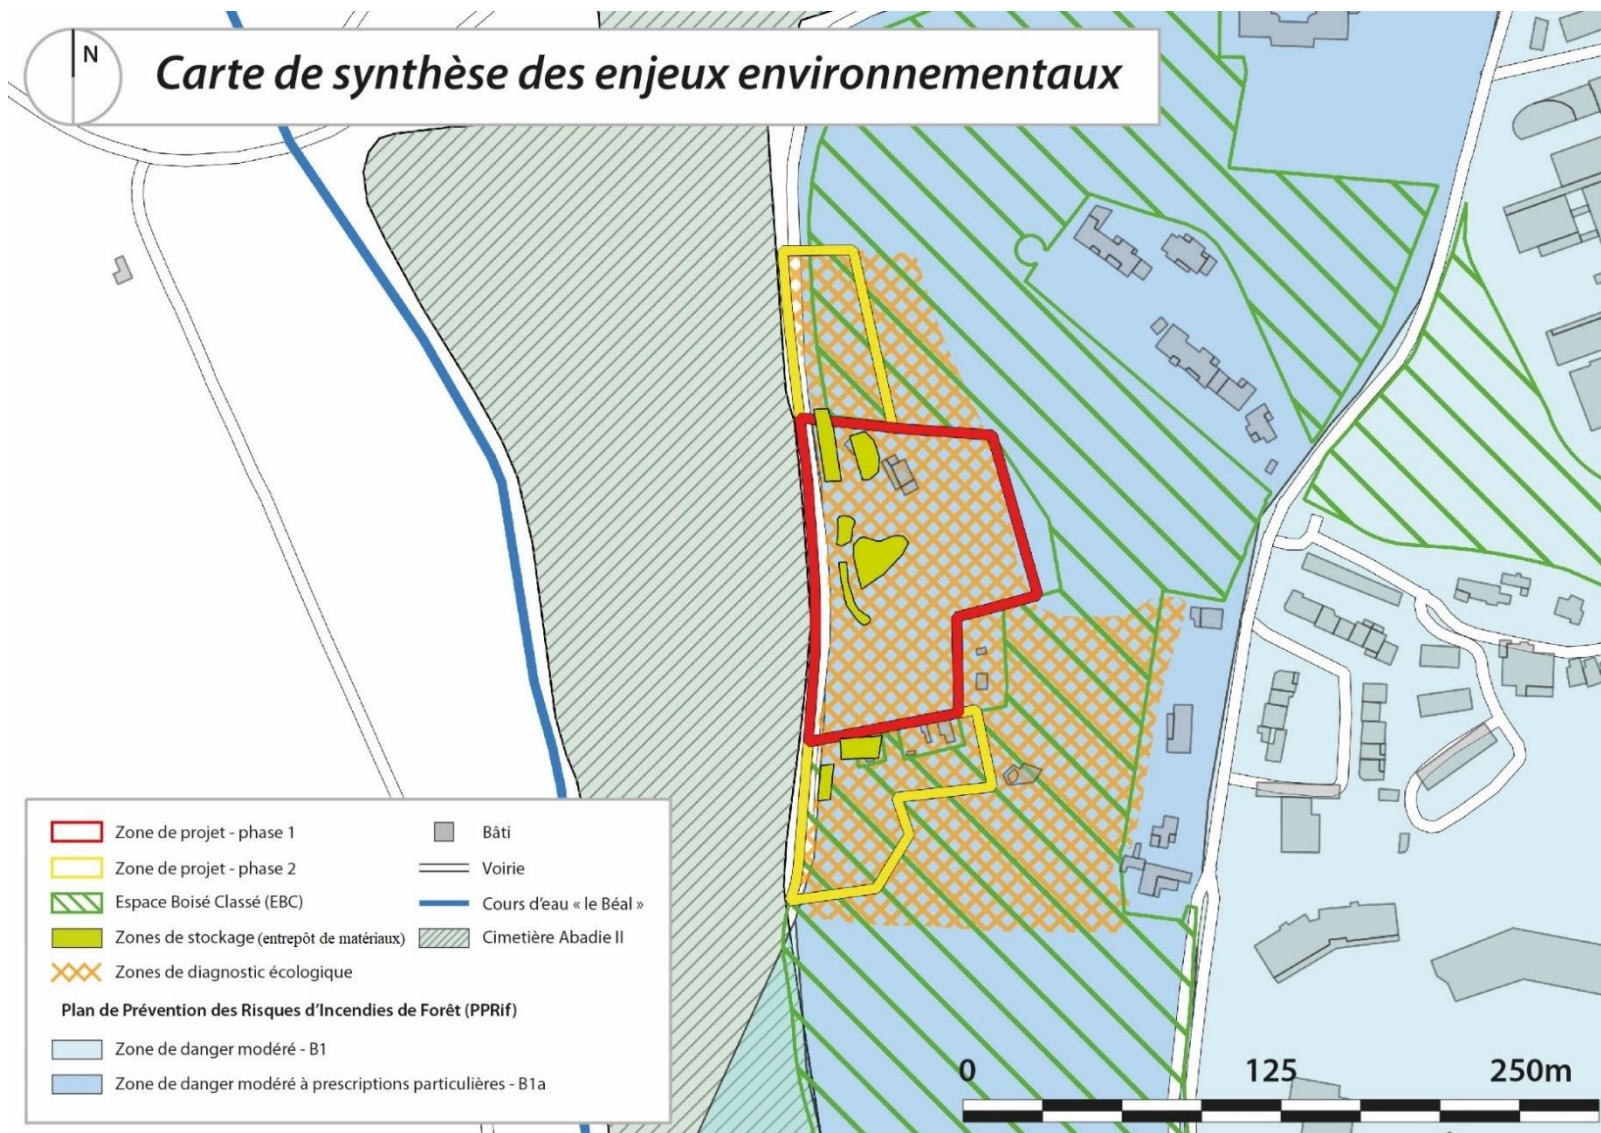 N
Carte de synthèse des enjeux environnementaux
Zone de projet - phase 1
Zone de projet - phase 2
Espace Boisé Classé (EBC)
Zones de stockage (entrepôt de matériaux)
Zones de diagnostic écologique
Bâti
Voirie
Cours d'eau « le Béal »
Cimetière Abadie II
Plan de Prévention des Risques d'Incendies de Forêt (PPRif)
Zone de danger modéré - B1
Zone de danger modéré à prescriptions particulières - B1a
0 125 250m